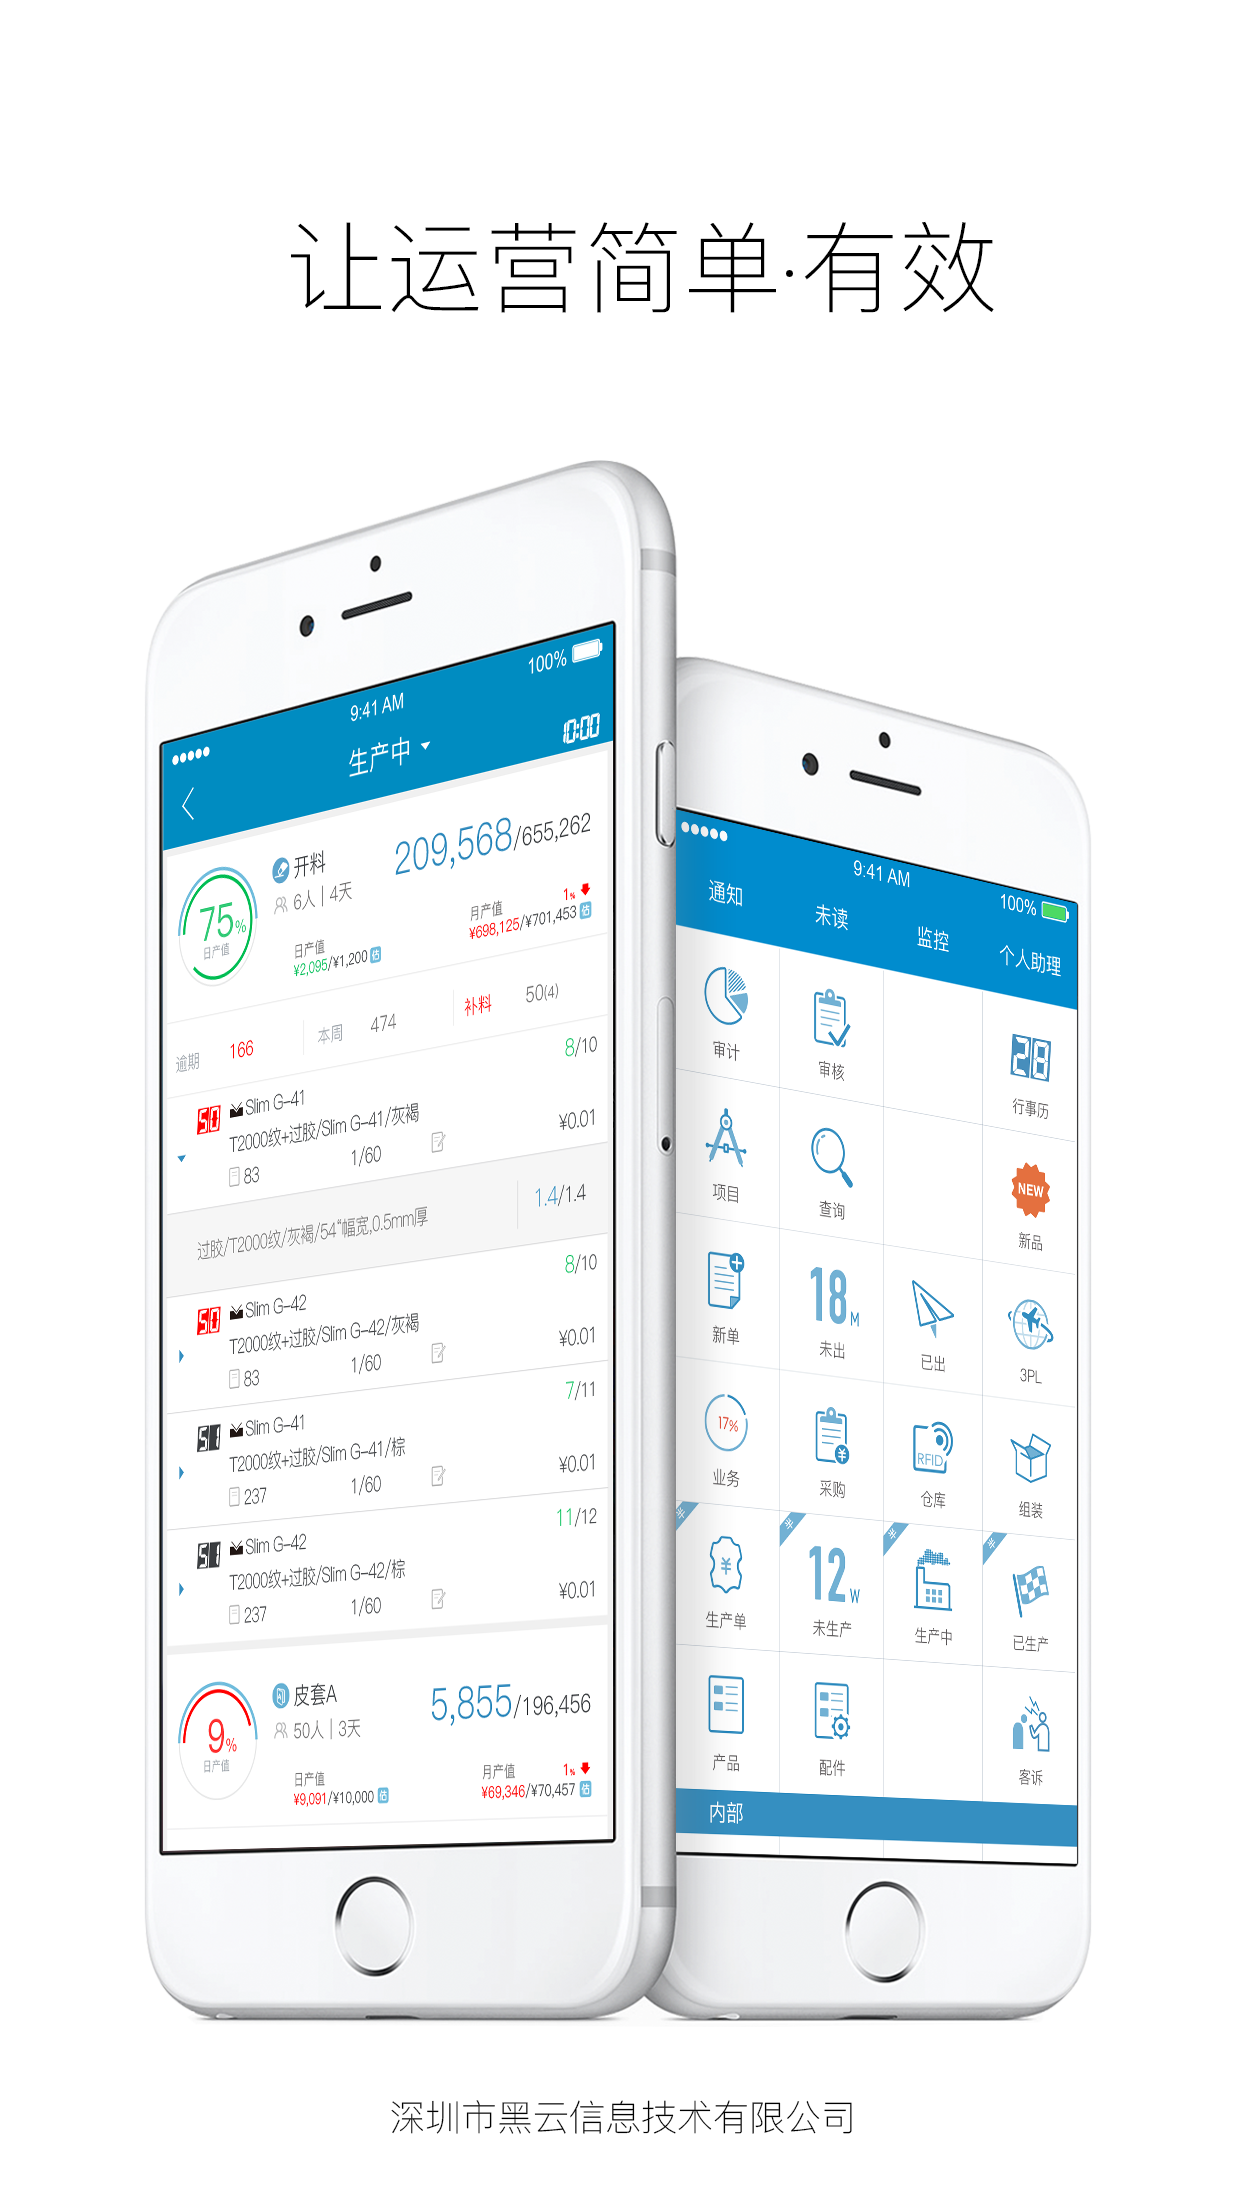 让运营简单·有效
100%
9:41 AM
生产中
10:00
开料
209,568/655,262
6人 | 4天
75%
日产值
月产值
1%
¥698,125/¥701,453 估
日产值
¥2,095/¥1,200 估
逾期 166 本周 474 补料 50(4)
8/10
50 Slim G-41
T2000纹+过胶/Slim G-41/灰褐
¥0.01
83 1/60
过胶/T2000纹/灰褐/54“幅宽,0.5mm厚 1.4/1.4
8/10
50 Slim G-42
T2000纹+过胶/Slim G-42/灰褐
¥0.01
83 1/60
7/11
51 Slim G-41
T2000纹+过胶/Slim G-41/棕
¥0.01
237 1/60
11/12
51 Slim G-42
T2000纹+过胶/Slim G-42/棕
¥0.01
237 1/60
皮套A
5,855/196,456
50人 | 3天
9%
日产值
日产值
¥9,091/¥10,000 估
月产值
1%
¥69,346/¥70,457 估
9:41 AM
100%
通知 未读 监控 个人助理
28
审计 审核 行事历
NEW
项目 查询 新品
18M
新单 未出 已出 3PL
17%
¥
RFID
业务 采购 仓库 组装
未 未 未 未
¥
12W
生产单 未生产 生产中 已生产
产品 配件 客诉
内部
深圳市黑云信息技术有限公司